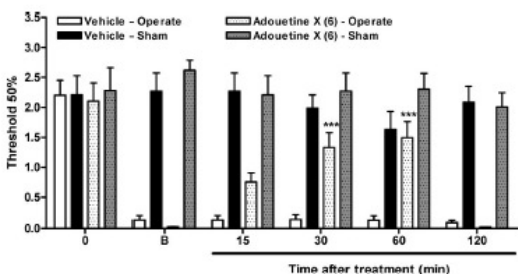 Vehicle – Operate
Adouetine X (6) - Operate
Vehicle – Sham
Adouetine X (6) - Sham
Threshold 50%
3.5
3.0
2.5
2.0
1.5
1.0
0.5
0.0
***
***
0 B 15 30 60 120
Time after treatment (min)